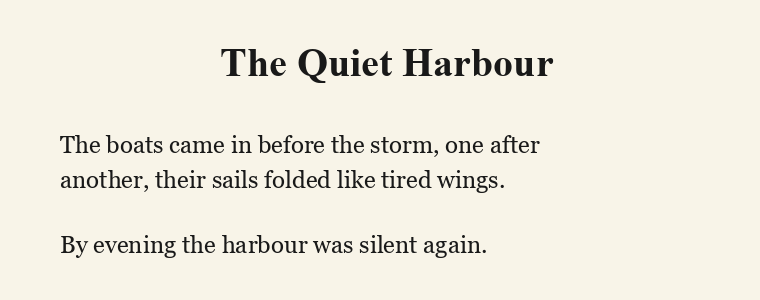 The Quiet Harbour
The boats came in before the storm, one after
another, their sails folded like tired wings.
By evening the harbour was silent again.